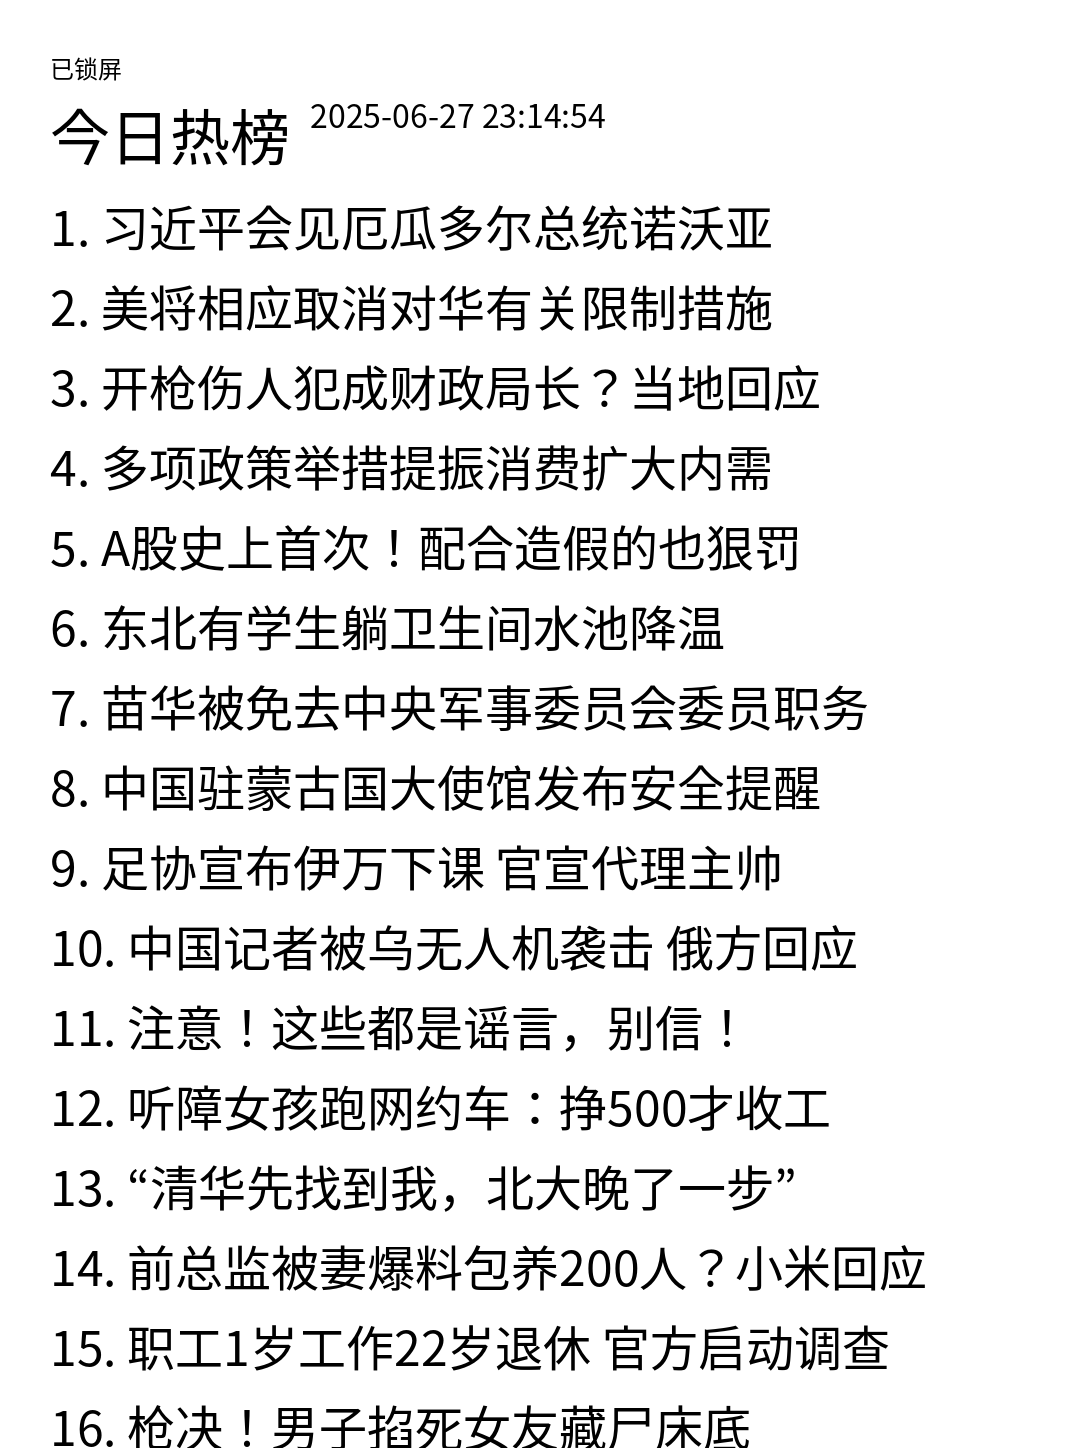 已锁屏
今日热榜 2025-06-27 23:14:54
1. 习近平会见厄瓜多尔总统诺沃亚
2. 美将相应取消对华有关限制措施
3. 开枪伤人犯成财政局长？当地回应
4. 多项政策举措提振消费扩大内需
5. A股史上首次！配合造假的也狠罚
6. 东北有学生躺卫生间水池降温
7. 苗华被免去中央军事委员会委员职务
8. 中国驻蒙古国大使馆发布安全提醒
9. 足协宣布伊万下课 官宣代理主帅
10. 中国记者被乌无人机袭击 俄方回应
11. 注意！这些都是谣言，别信！
12. 听障女孩跑网约车：挣500才收工
13. “清华先找到我，北大晚了一步”
14. 前总监被妻爆料包养200人？小米回应
15. 职工1岁工作22岁退休 官方启动调查
16. 枪决！男子掐死女友藏尸床底